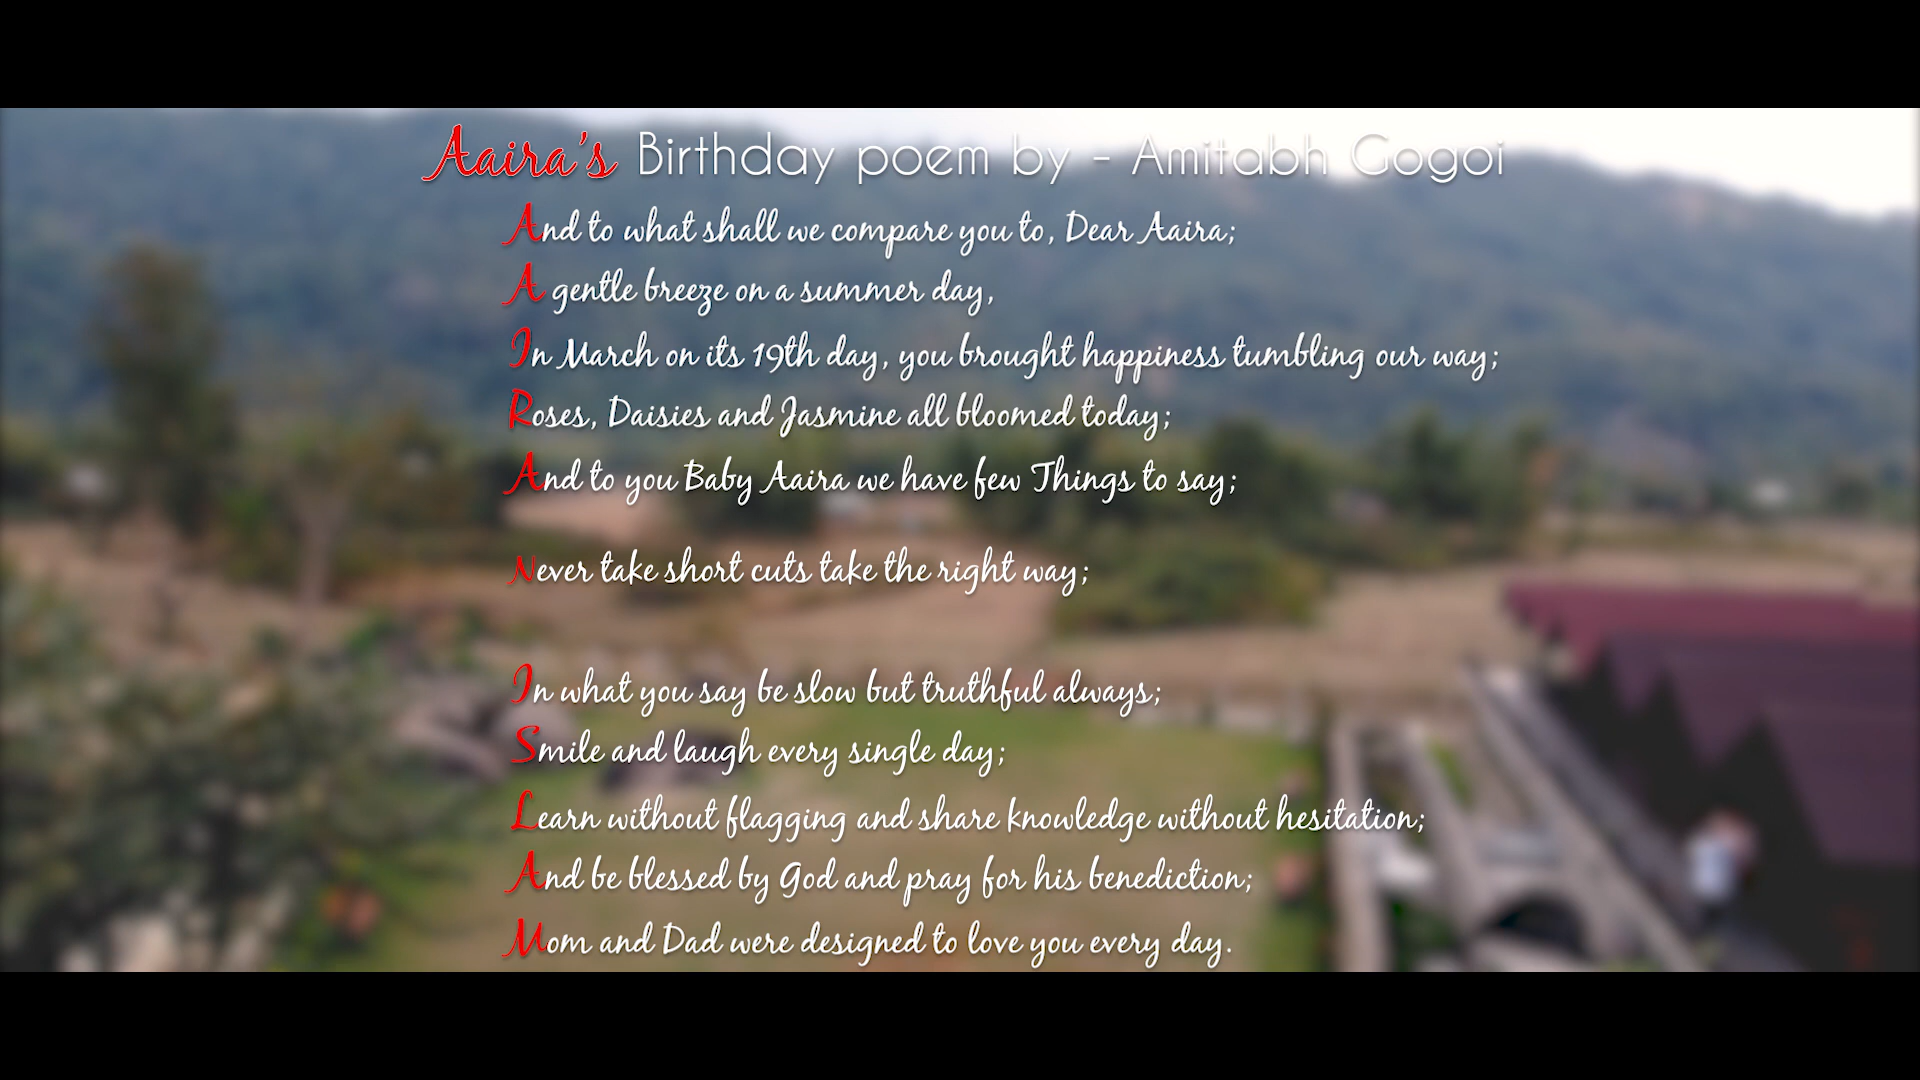 Aaira's Birthday poem by - Amitabh Gogoi
And to what shall we compare you to, Dear Aaira;
A gentle breeze on a summer day,
In March on its 19th day, you brought happiness tumbling our way;
Roses, Daisies and Jasmine all bloomed today;
And to you Baby Aaira we have few Things to say;
Never take short cuts take the right way;
In what you say be slow but truthful always;
Smile and laugh every single day;
Learn without flagging and share knowledge without hesitation;
And be blessed by God and pray for his benediction;
Mom and Dad were designed to love you every day.